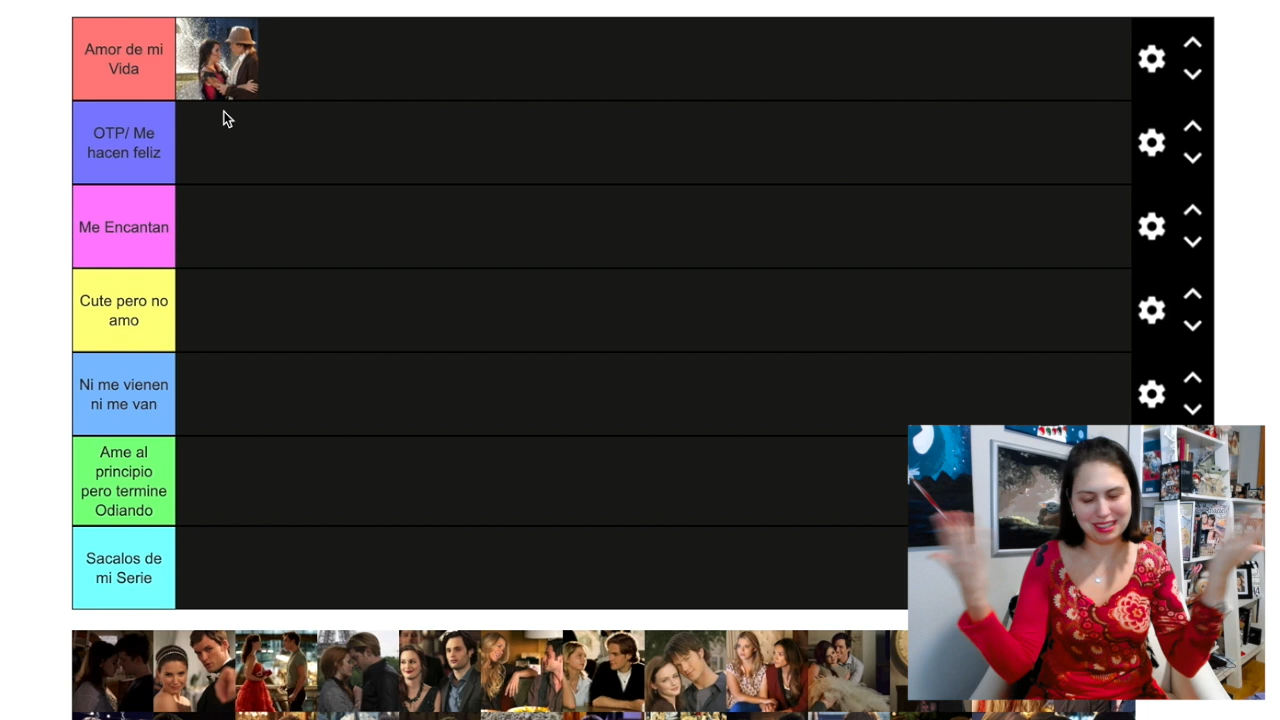 Amor de mi
Vida
OTP/ Me
hacen feliz
Me Encantan
Cute pero no
amo
Ni me vienen
ni me van
Ame al
principio
pero termine
Odiando
Sacalos de
mi Serie